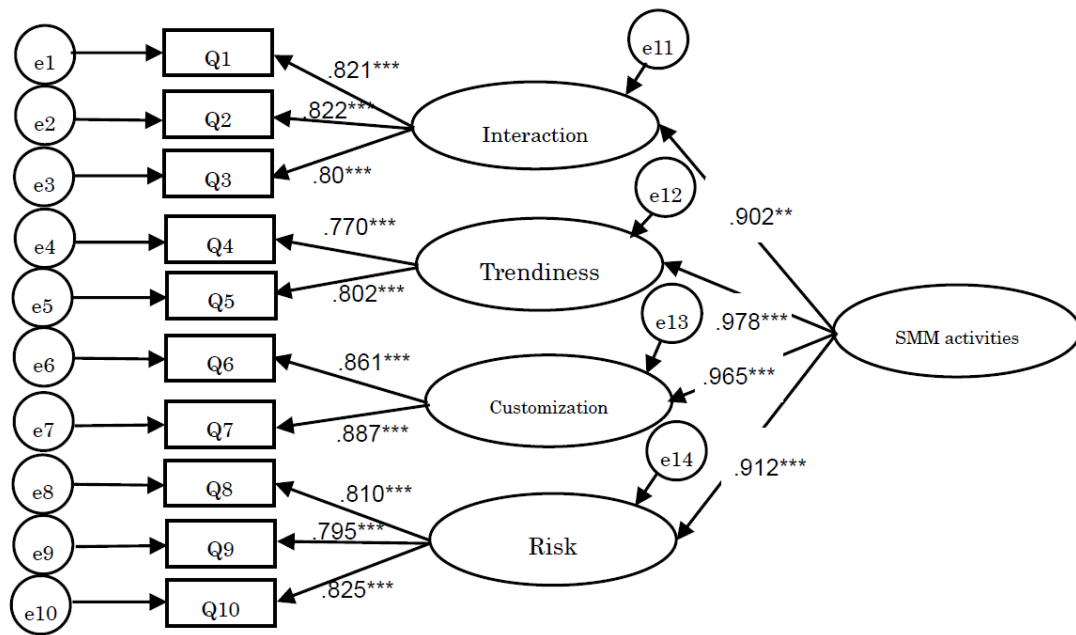 e1
Q1
.821***
e11
e2
Q2
.822***
Interaction
e3
Q3
.80***
e12
e4
Q4
.770***
.902**
Trendiness
e5
Q5
.802***
e13
.978***
SMM activities
e6
Q6
.861***
.965***
Customization
e7
Q7
.887***
e14
e8
Q8
.810***
.912***
e9
Q9
.795***
Risk
e10
Q10
.825***